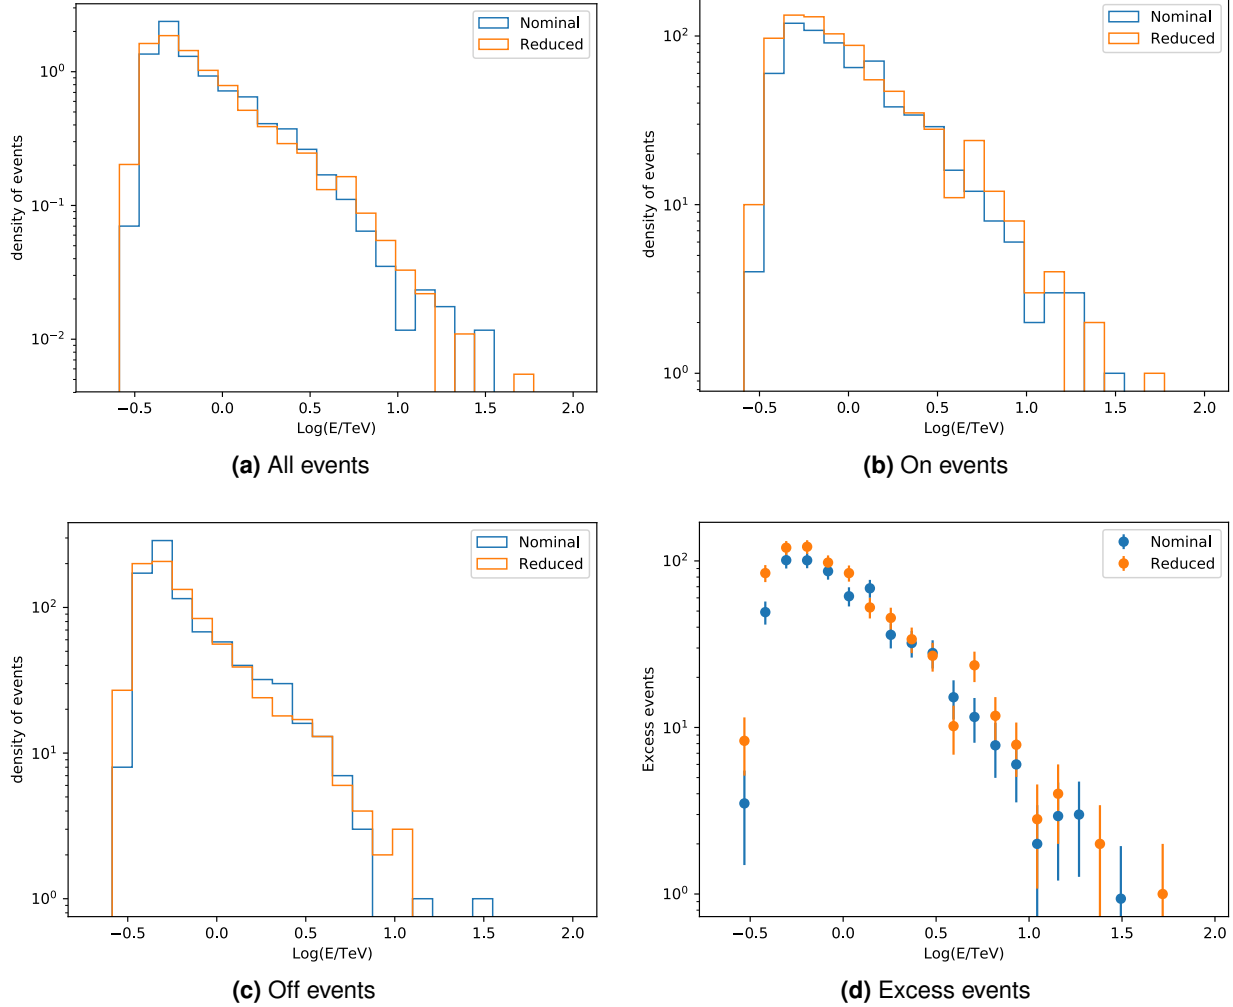 Nominal
Reduced
density of events
10^0
10^{-1}
10^{-2}
−0.5 0.0 0.5 1.0 1.5 2.0
Log(E/TeV)
(a) All events
Nominal
Reduced
density of events
10^2
10^1
10^0
−0.5 0.0 0.5 1.0 1.5 2.0
Log(E/TeV)
(b) On events
Nominal
Reduced
density of events
10^2
10^1
10^0
−0.5 0.0 0.5 1.0 1.5 2.0
Log(E/TeV)
(c) Off events
Nominal
Reduced
Excess events
10^2
10^1
10^0
−0.5 0.0 0.5 1.0 1.5 2.0
Log(E/TeV)
(d) Excess events